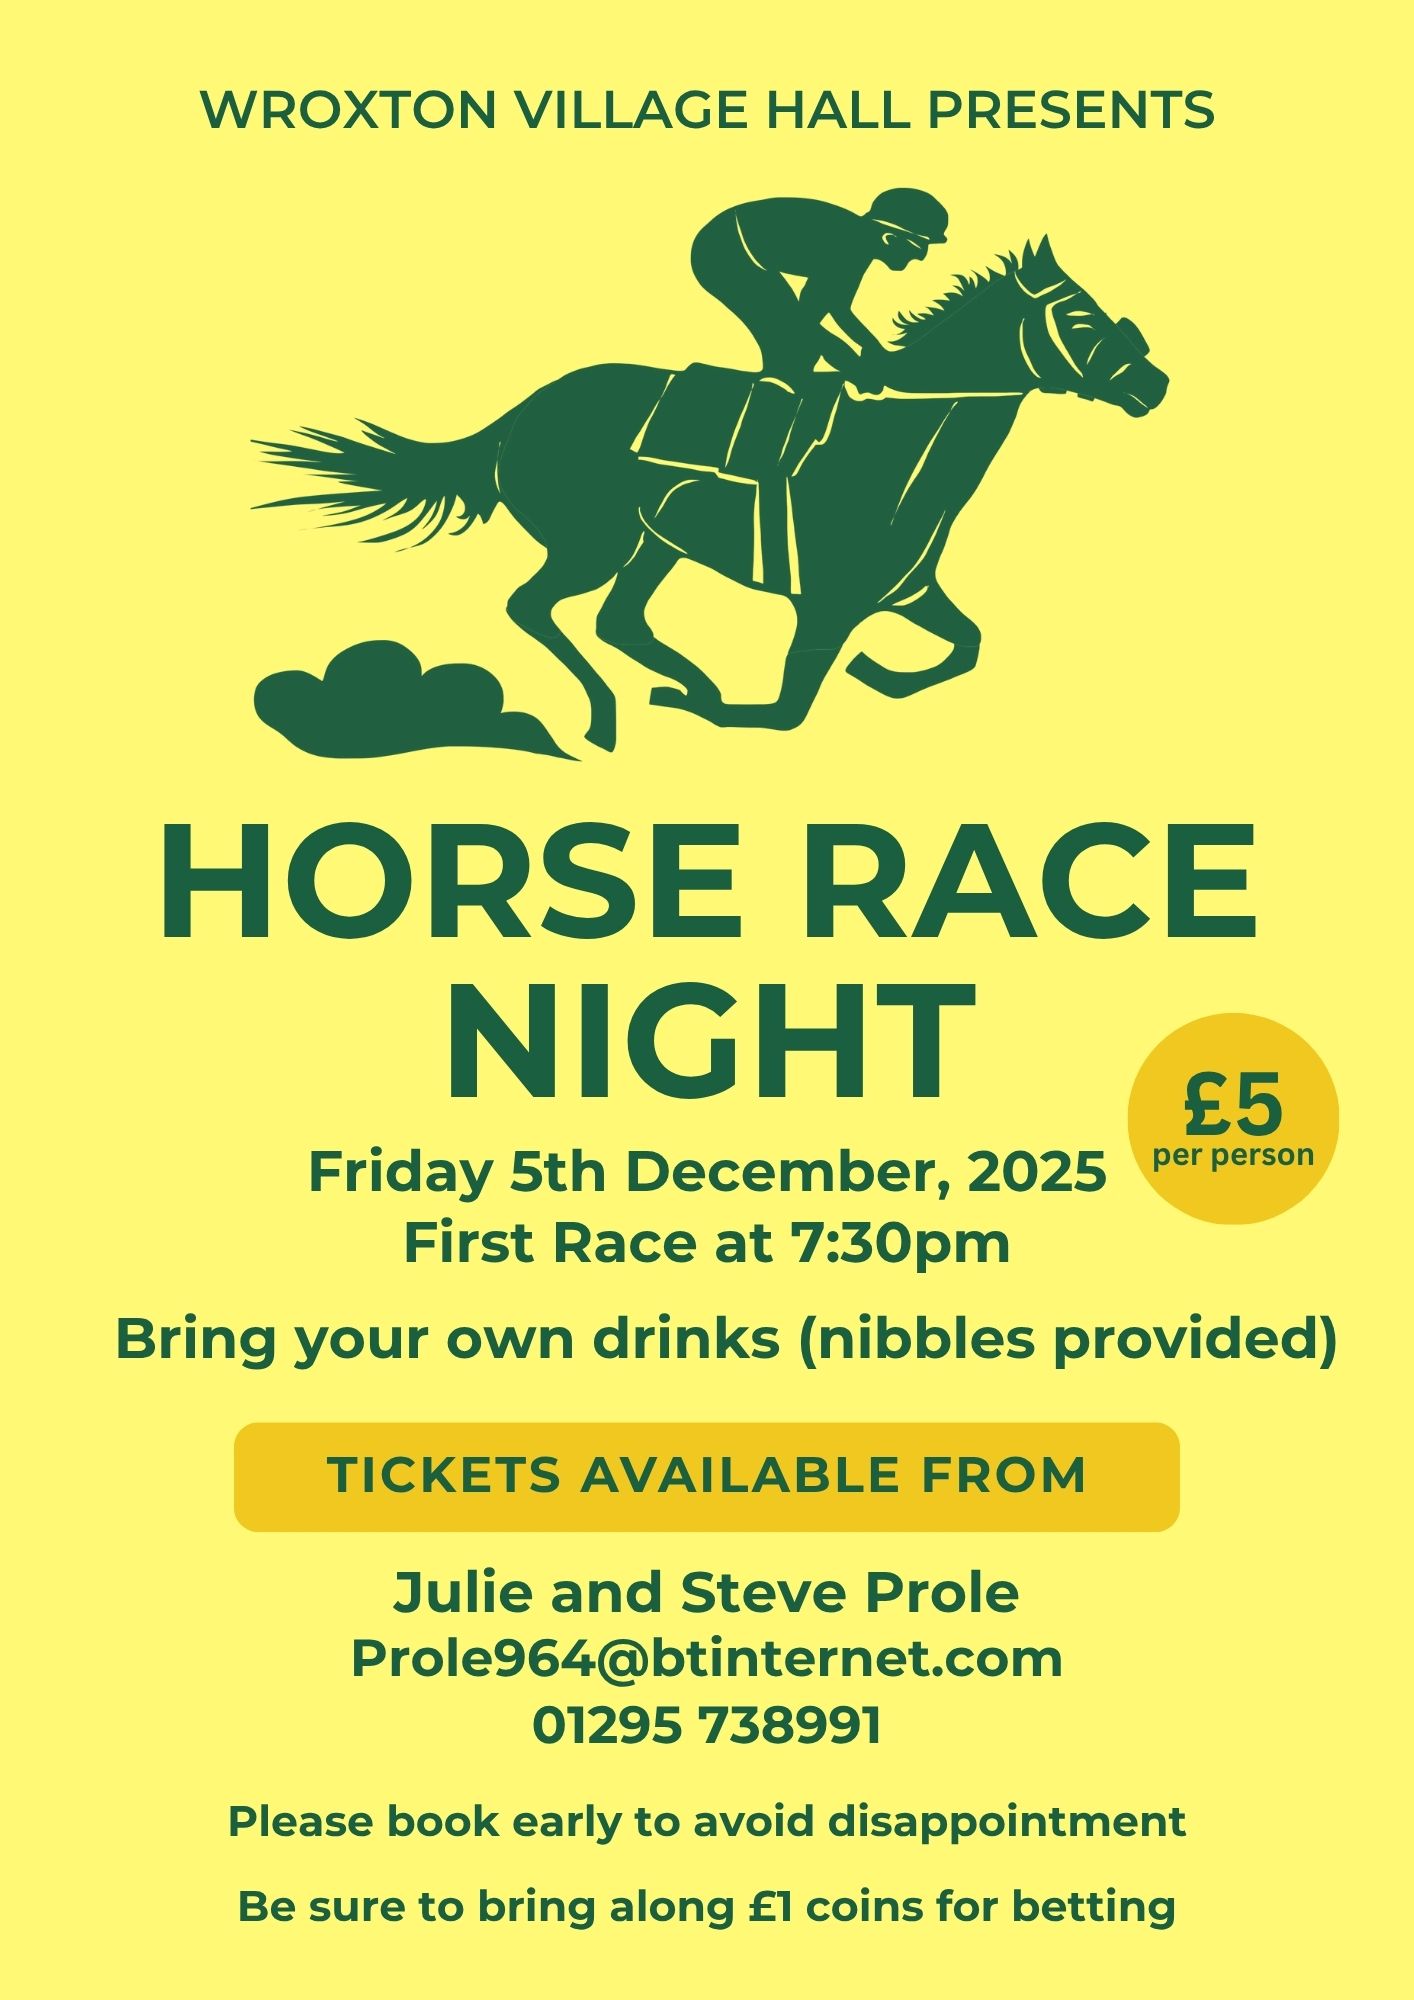 WROXTON VILLAGE HALL PRESENTS
HORSE RACE
NIGHT
£5
per person
Friday 5th December, 2025
First Race at 7:30pm
Bring your own drinks (nibbles provided)
TICKETS AVAILABLE FROM
Julie and Steve Prole
Prole964@btinternet.com
01295 738991
Please book early to avoid disappointment
Be sure to bring along £1 coins for betting